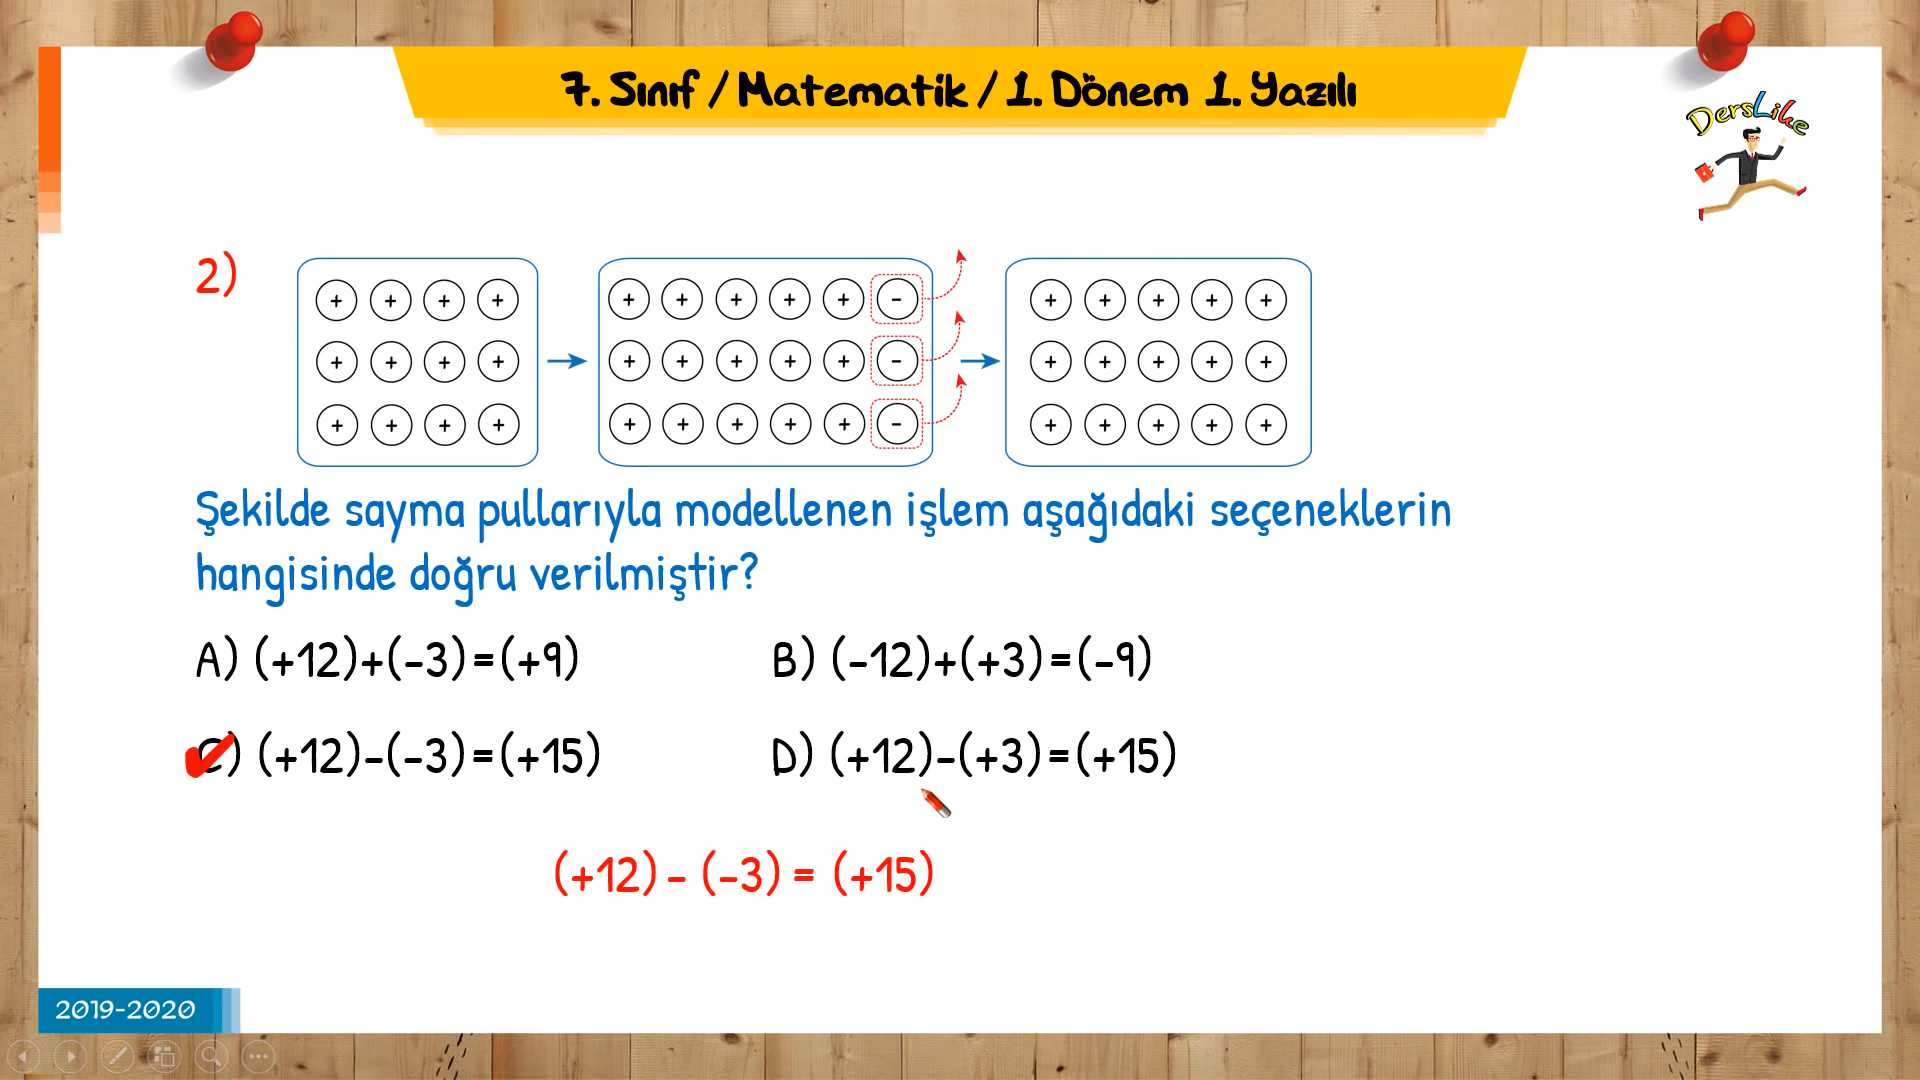 7. Sınıf / Matematik / 1. Dönem 1. Yazılı
DersLike
2)
+ + + + + + + + + - + + + + +
+ + + + + + + + + - + + + + +
+ + + + + + + + + - + + + + +
Şekilde sayma pullarıyla modellenen işlem aşağıdaki seçeneklerin
hangisinde doğru verilmiştir?
A) (+12)+(-3)=(+9) B) (-12)+(+3)=(-9)
C) (+12)-(-3)=(+15) D) (+12)-(+3)=(+15)
(+12) - (-3) = (+15)
2019-2020